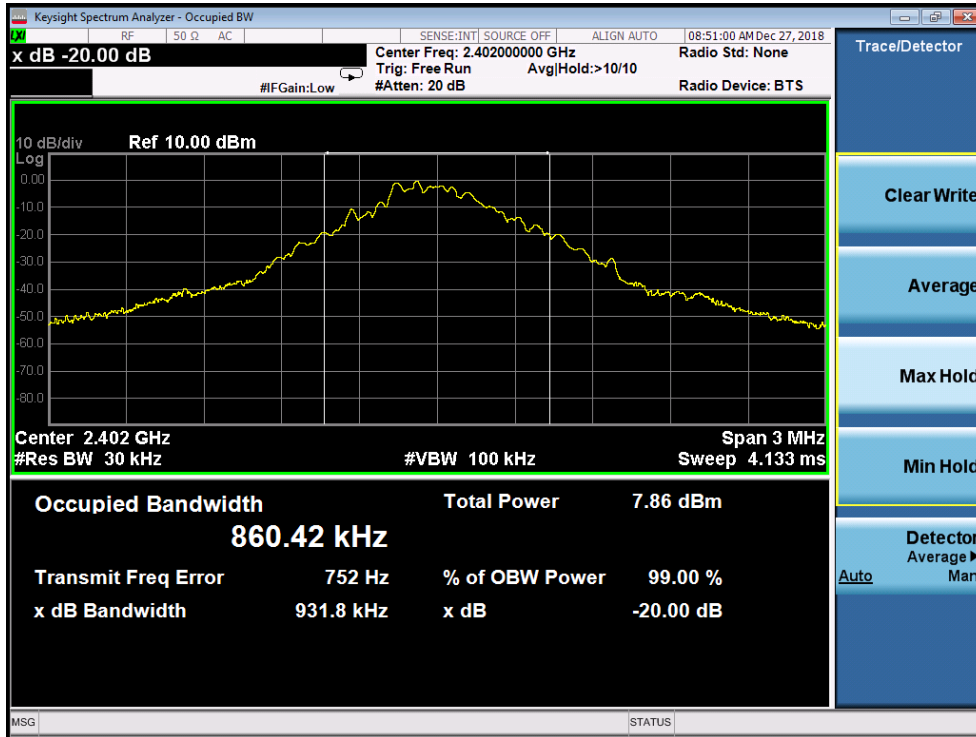 Keysight Spectrum Analyzer - Occupied BW
LXI RF 50 Ω AC SENSE:INT SOURCE OFF ALIGN AUTO 08:51:00 AM Dec 27, 2018
x dB -20.00 dB
Center Freq: 2.402000000 GHz Radio Std: None
Trig: Free Run Avg|Hold:>10/10
#IFGain:Low #Atten: 20 dB Radio Device: BTS
10 dB/div Ref 10.00 dBm
Log
0.00
-10.0
-20.0
-30.0
-40.0
-50.0
-60.0
-70.0
-80.0
Center 2.402 GHz Span 3 MHz
#Res BW 30 kHz #VBW 100 kHz Sweep 4.133 ms
Occupied Bandwidth Total Power 7.86 dBm
860.42 kHz
Transmit Freq Error 752 Hz % of OBW Power 99.00 %
x dB Bandwidth 931.8 kHz x dB -20.00 dB
MSG STATUS
Trace/Detector
Clear Write
Average
Max Hold
Min Hold
Detector
Average
Auto Man